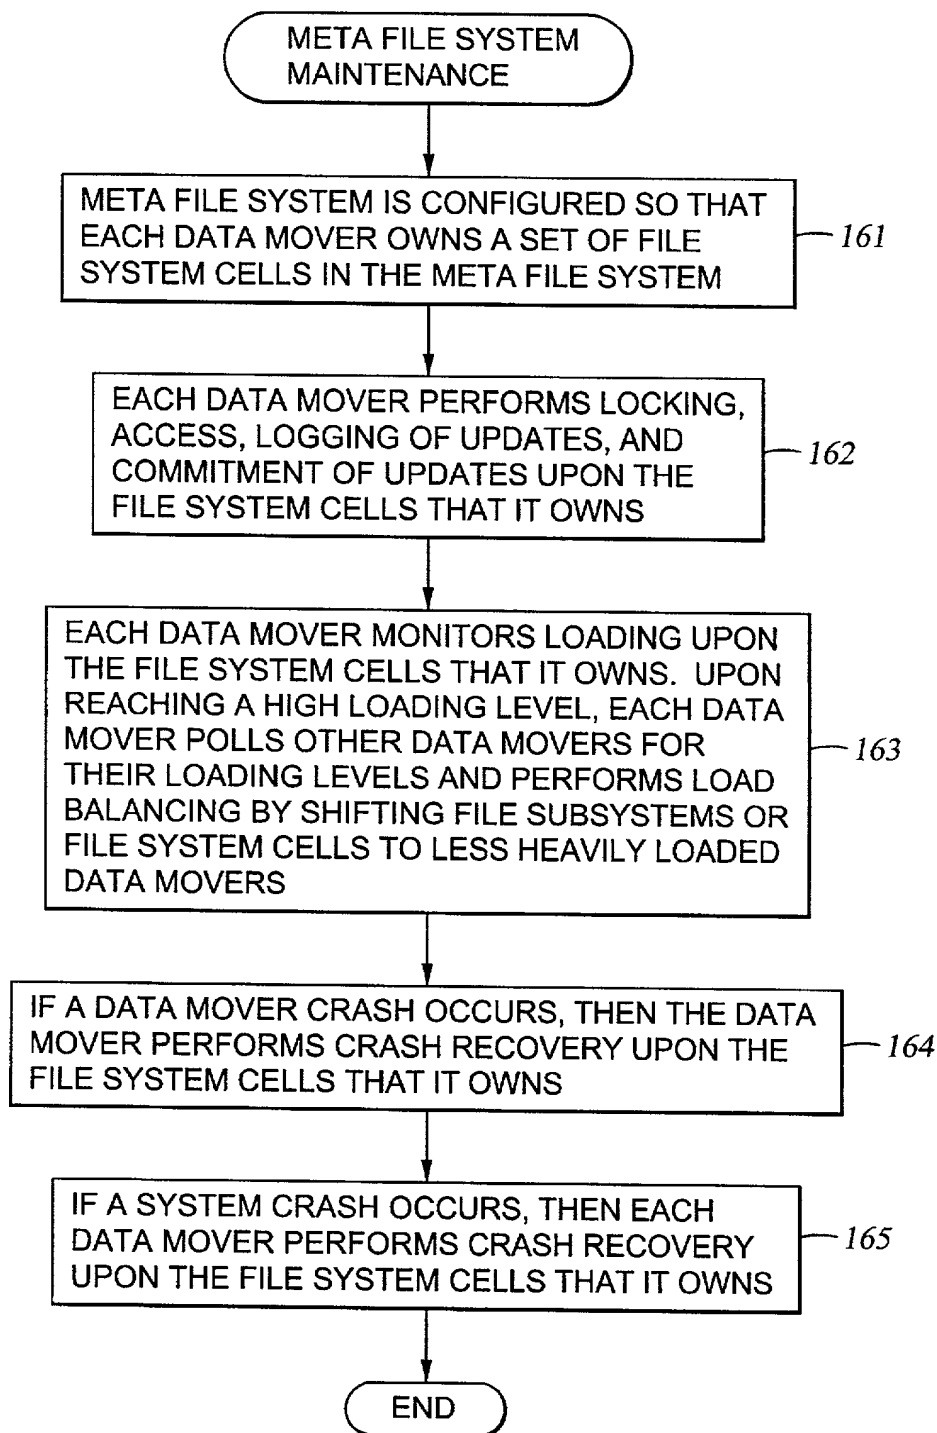 META FILE SYSTEM
MAINTENANCE
META FILE SYSTEM IS CONFIGURED SO THAT
EACH DATA MOVER OWNS A SET OF FILE
SYSTEM CELLS IN THE META FILE SYSTEM
161
EACH DATA MOVER PERFORMS LOCKING,
ACCESS, LOGGING OF UPDATES, AND
COMMITMENT OF UPDATES UPON THE
FILE SYSTEM CELLS THAT IT OWNS
162
EACH DATA MOVER MONITORS LOADING UPON
THE FILE SYSTEM CELLS THAT IT OWNS. UPON
REACHING A HIGH LOADING LEVEL, EACH DATA
MOVER POLLS OTHER DATA MOVERS FOR
THEIR LOADING LEVELS AND PERFORMS LOAD
BALANCING BY SHIFTING FILE SUBSYSTEMS OR
FILE SYSTEM CELLS TO LESS HEAVILY LOADED
DATA MOVERS
163
IF A DATA MOVER CRASH OCCURS, THEN THE DATA
MOVER PERFORMS CRASH RECOVERY UPON THE
FILE SYSTEM CELLS THAT IT OWNS
164
IF A SYSTEM CRASH OCCURS, THEN EACH
DATA MOVER PERFORMS CRASH RECOVERY
UPON THE FILE SYSTEM CELLS THAT IT OWNS
165
END